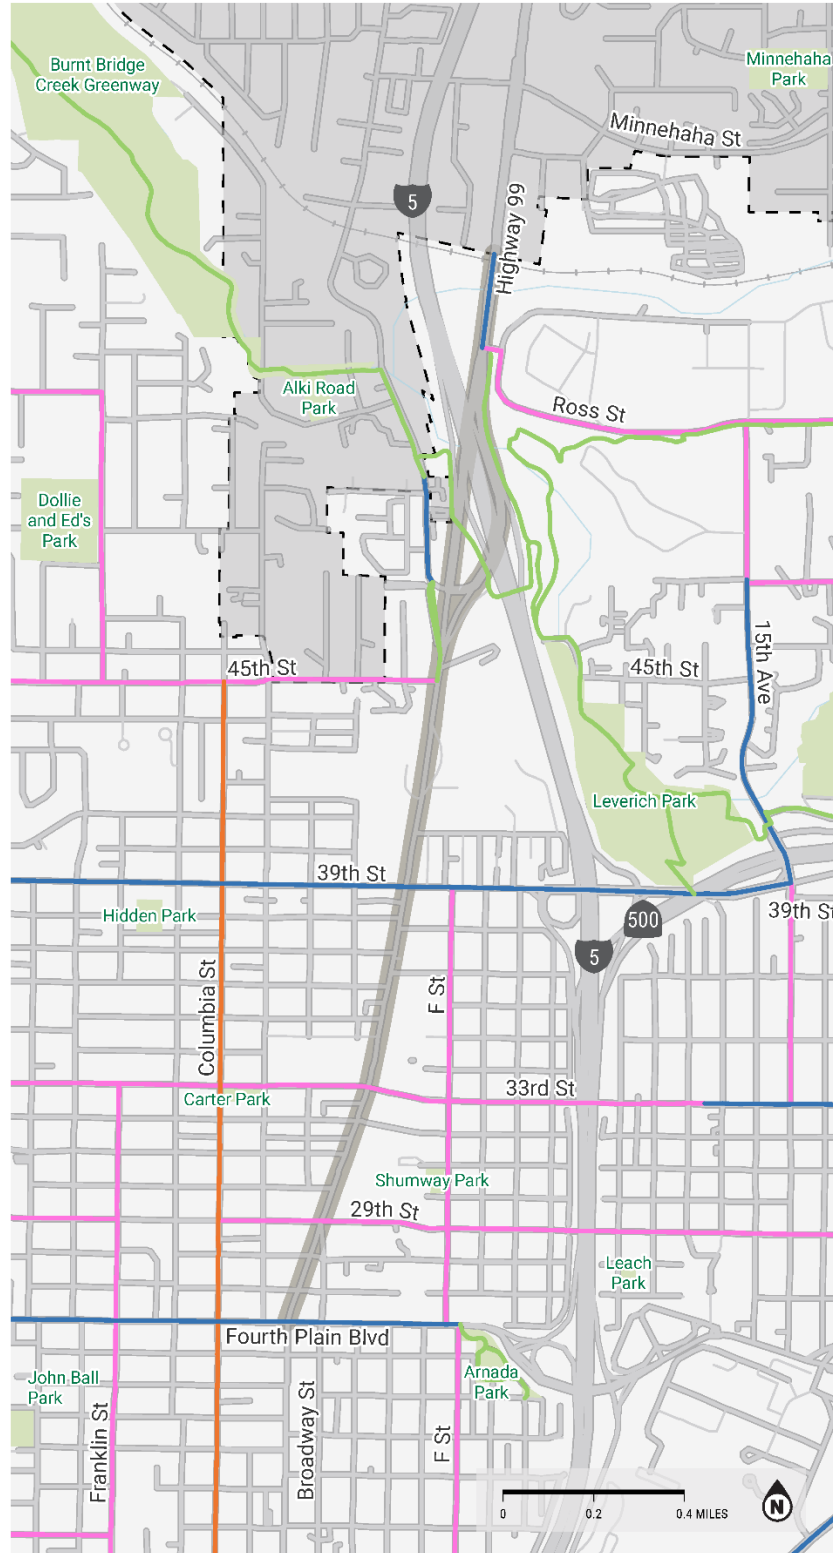 Burnt Bridge
Creek Greenway
Minnehaha
Park
Minnehaha St
5
Highway 99
Alki Road
Park
Ross St
Dollie
and Ed's
Park
15th Ave
45th St
45th St
Leverich Park
39th St
Hidden Park
500
39th St
5
Columbia St
F St
33rd St
Carter Park
Shumway Park
29th St
Leach
Park
Fourth Plain Blvd
John Ball
Park
Arnada
Park
Franklin St
Broadway St
F St
0
0.2
0.4 MILES
N